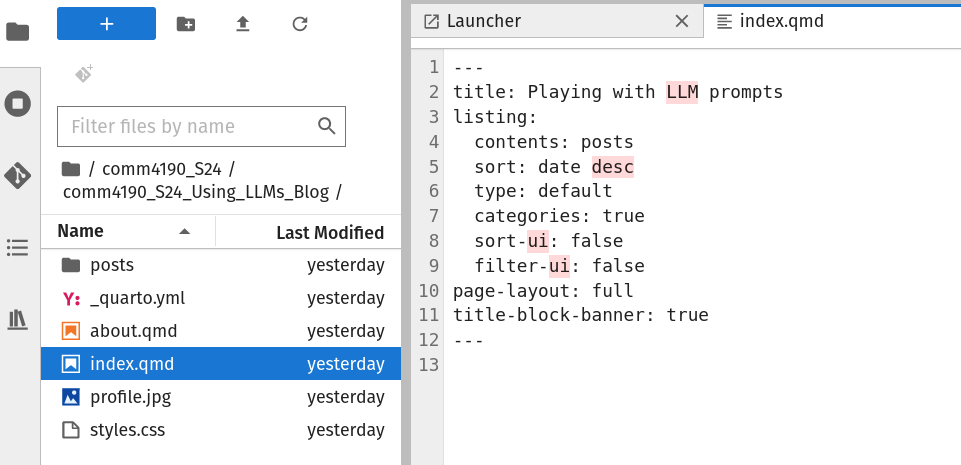 Filter files by name
/ comm4190_S24 /
comm4190_S24_Using_LLMs_Blog /
Name Last Modified
posts yesterday
Y: _quarto.yml yesterday
about.qmd yesterday
index.qmd yesterday
profile.jpg yesterday
styles.css yesterday
Launcher
index.qmd
1 ---
2 title: Playing with LLM prompts
3 listing:
4   contents: posts
5   sort: date desc
6   type: default
7   categories: true
8   sort-ui: false
9   filter-ui: false
10 page-layout: full
11 title-block-banner: true
12 ---
13